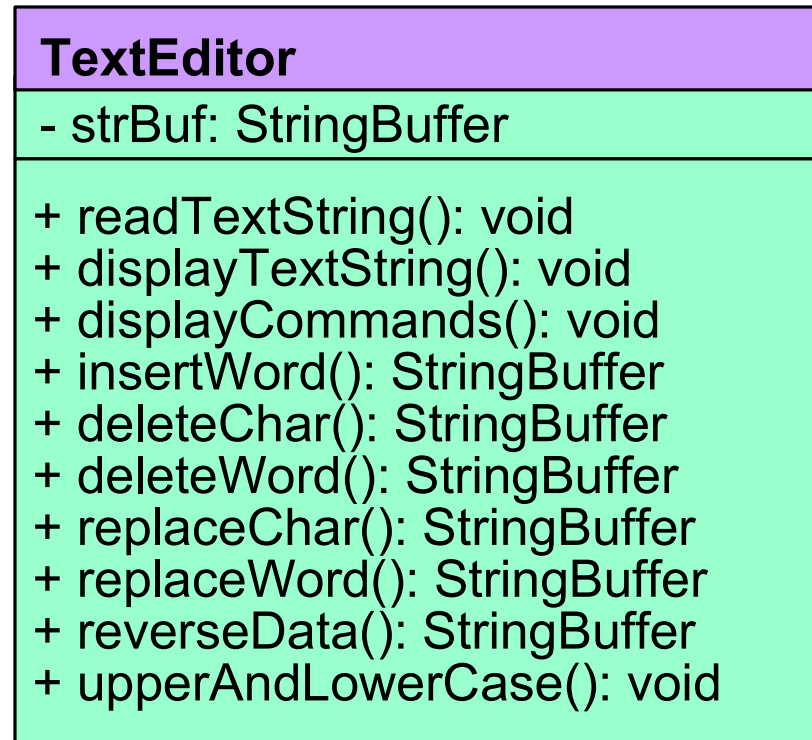 TextEditor
- strBuf: StringBuffer
+ readTextString(): void
+ displayTextString(): void
+ displayCommands(): void
+ insertWord(): StringBuffer
+ deleteChar(): StringBuffer
+ deleteWord(): StringBuffer
+ replaceChar(): StringBuffer
+ replaceWord(): StringBuffer
+ reverseData(): StringBuffer
+ upperAndLowerCase(): void